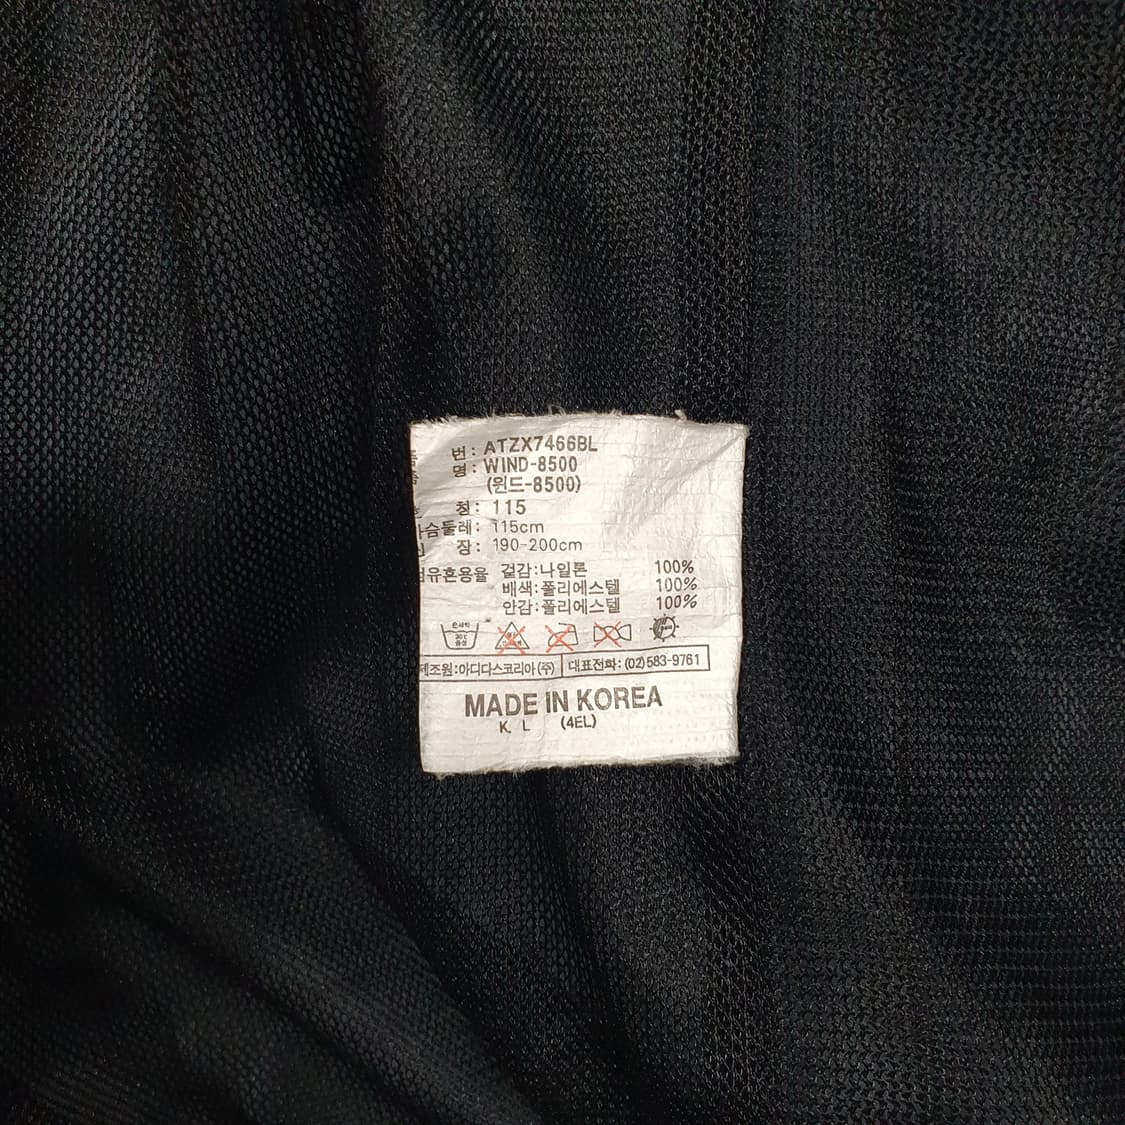 번: ATZX7466BL
명: WIND-8500
(윈드-8500)
칭: 115
슴둘레: 115cm
장: 190-200cm
유혼용율 겉감:나일론 100%
배색:폴리에스텔 100%
안감:폴리에스텔 100%
제조원:아디다스코리아(주) 대표전화:(02)583-9761
MADE IN KOREA
K. L (4EL)